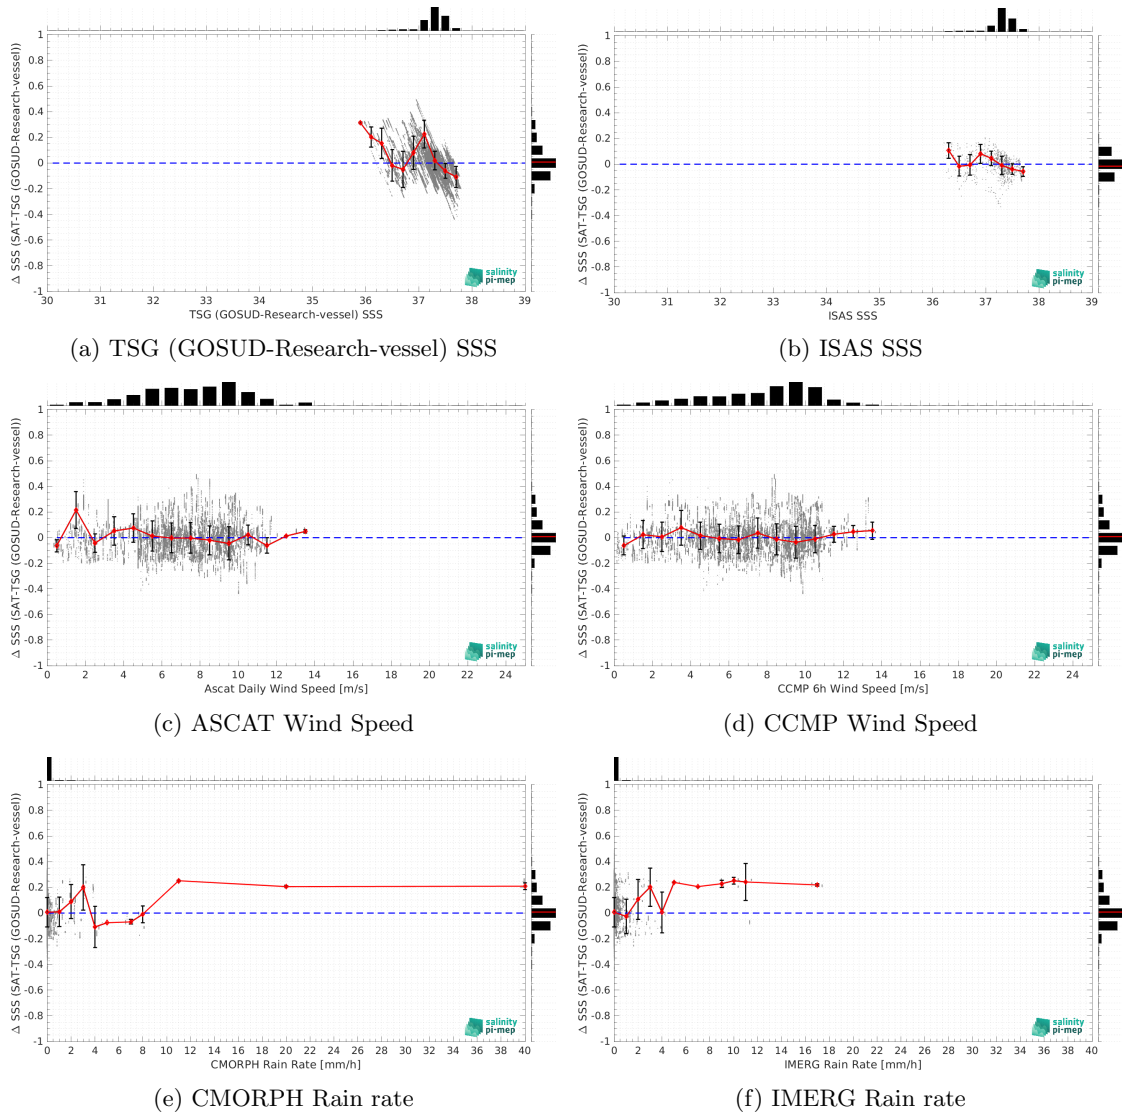 Δ SSS (SAT-TSG (GOSUD-Research-vessel))
1
0.8
0.6
0.4
0.2
0
-0.2
-0.4
-0.6
-0.8
-1
30 31 32 33 34 35 36 37 38 39
TSG (GOSUD-Research-vessel) SSS
salinity
pi-mep
(a) TSG (GOSUD-Research-vessel) SSS
Δ SSS (SAT-TSG (GOSUD-Research-vessel))
1
0.8
0.6
0.4
0.2
0
-0.2
-0.4
-0.6
-0.8
-1
30 31 32 33 34 35 36 37 38 39
ISAS SSS
salinity
pi-mep
(b) ISAS SSS
Δ SSS (SAT-TSG (GOSUD-Research-vessel))
1
0.8
0.6
0.4
0.2
0
-0.2
-0.4
-0.6
-0.8
-1
0 2 4 6 8 10 12 14 16 18 20 22 24
Ascat Daily Wind Speed [m/s]
salinity
pi-mep
(c) ASCAT Wind Speed
Δ SSS (SAT-TSG (GOSUD-Research-vessel))
1
0.8
0.6
0.4
0.2
0
-0.2
-0.4
-0.6
-0.8
-1
0 2 4 6 8 10 12 14 16 18 20 22 24
CCMP 6h Wind Speed [m/s]
salinity
pi-mep
(d) CCMP Wind Speed
Δ SSS (SAT-TSG (GOSUD-Research-vessel))
1
0.8
0.6
0.4
0.2
0
-0.2
-0.4
-0.6
-0.8
-1
0 2 4 6 8 10 12 14 16 18 20 22 24 26 28 30 32 34 36 38 40
CMORPH Rain Rate [mm/h]
salinity
pi-mep
(e) CMORPH Rain rate
Δ SSS (SAT-TSG (GOSUD-Research-vessel))
1
0.8
0.6
0.4
0.2
0
-0.2
-0.4
-0.6
-0.8
-1
0 2 4 6 8 10 12 14 16 18 20 22 24 26 28 30 32 34 36 38 40
IMERG Rain Rate [mm/h]
salinity
pi-mep
(f) IMERG Rain rate